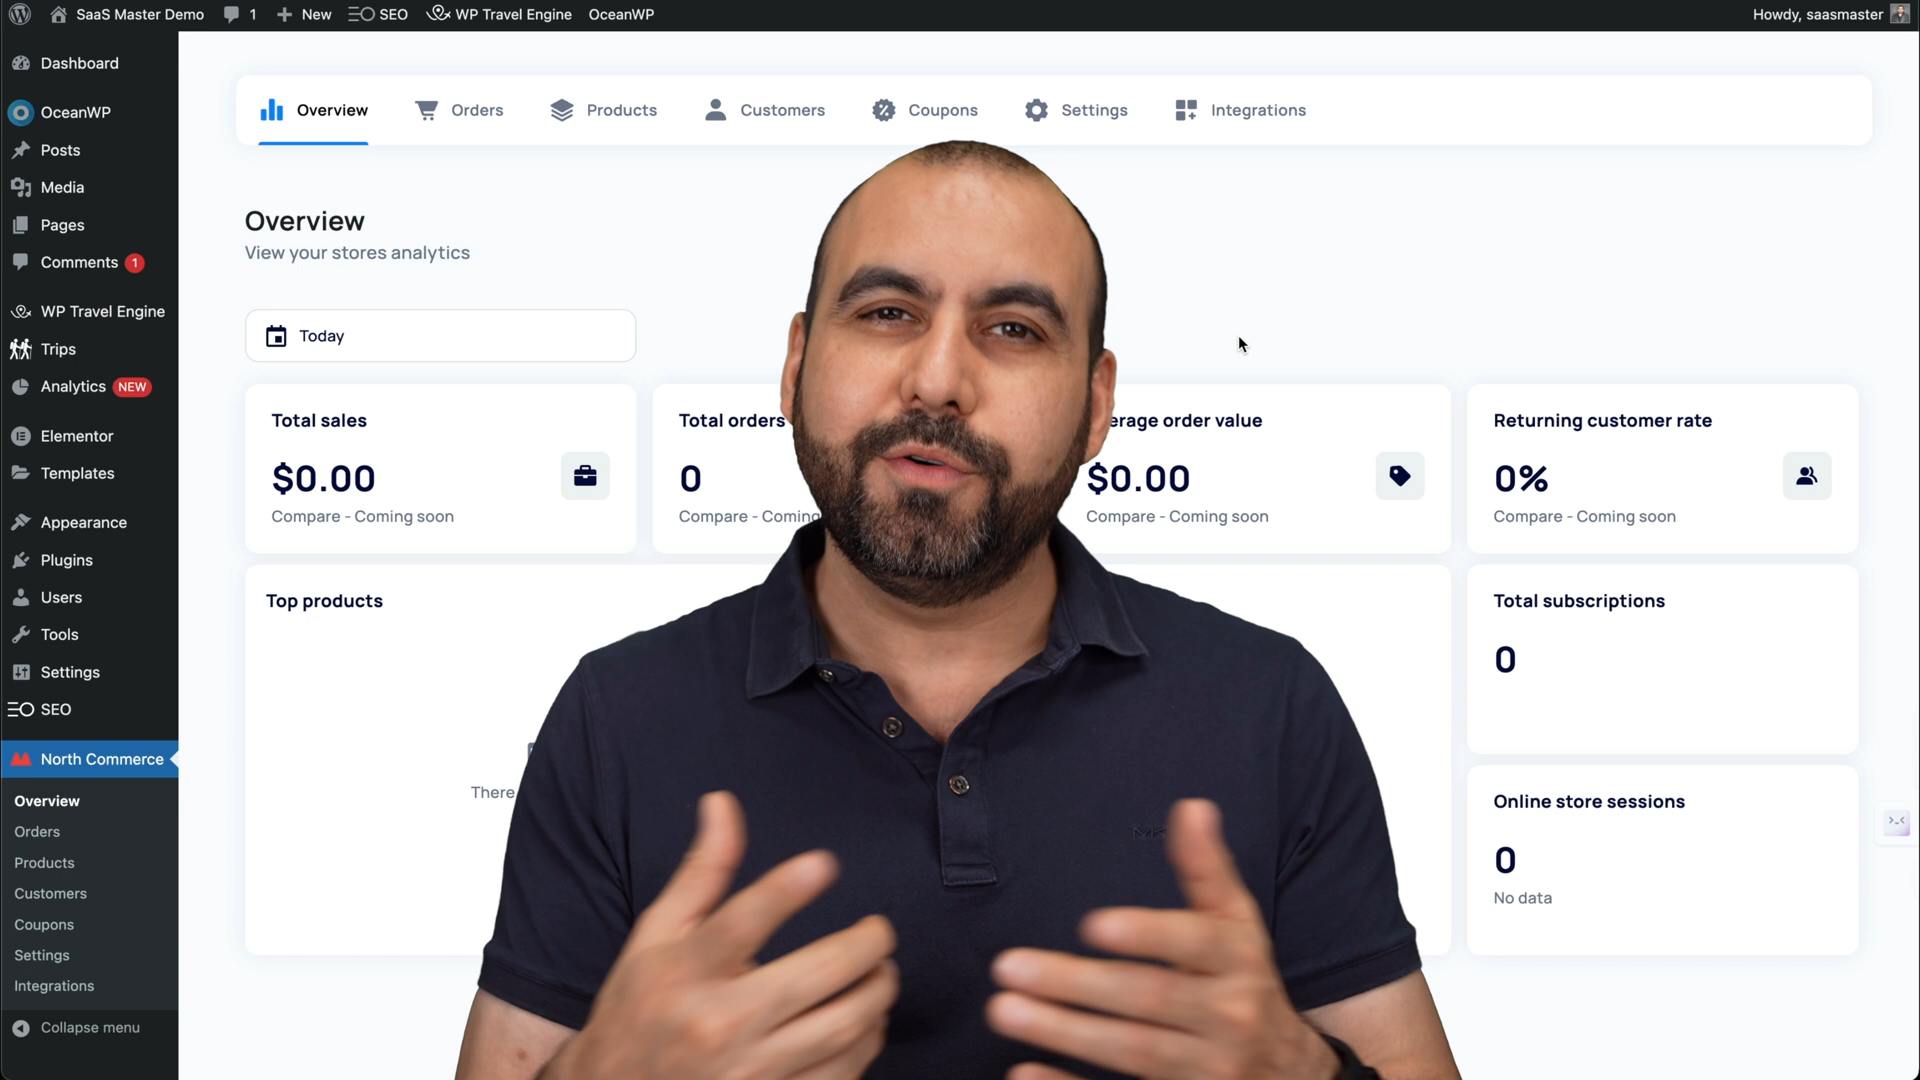 SaaS Master Demo 1 New SEO WP Travel Engine OceanWP Howdy, saasmaster
Dashboard
OceanWP
Posts
Media
Pages
Comments 1
WP Travel Engine
Trips
Analytics NEW
Elementor
Templates
Appearance
Plugins
Users
Tools
Settings
SEO
North Commerce
Overview
Orders
Products
Customers
Coupons
Settings
Integrations
Collapse menu
Overview Orders Products Customers Coupons Settings Integrations
Overview
View your stores analytics
Today
Total sales
$0.00
Compare - Coming soon
Total orders
0
Compare - Coming
erage order value
$0.00
Compare - Coming soon
Returning customer rate
0%
Compare - Coming soon
Top products
There
Total subscriptions
0
Online store sessions
0
No data